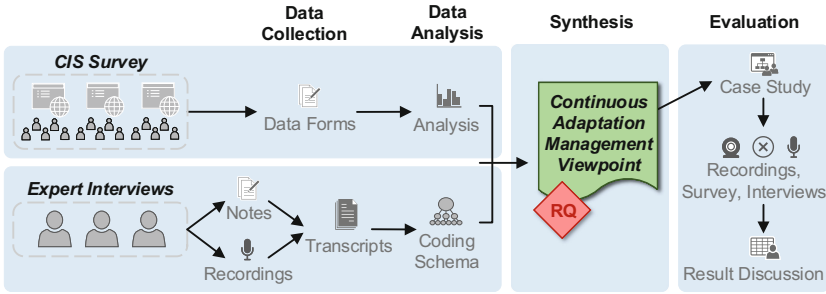 Data
Collection
Data
Analysis
Synthesis
Evaluation
CIS Survey
Data Forms
Analysis
Expert Interviews
Notes
Recordings
Transcripts
Coding
Schema
Continuous
Adaptation
Management
Viewpoint
RQ
Case Study
Recordings,
Survey, Interviews
Result Discussion